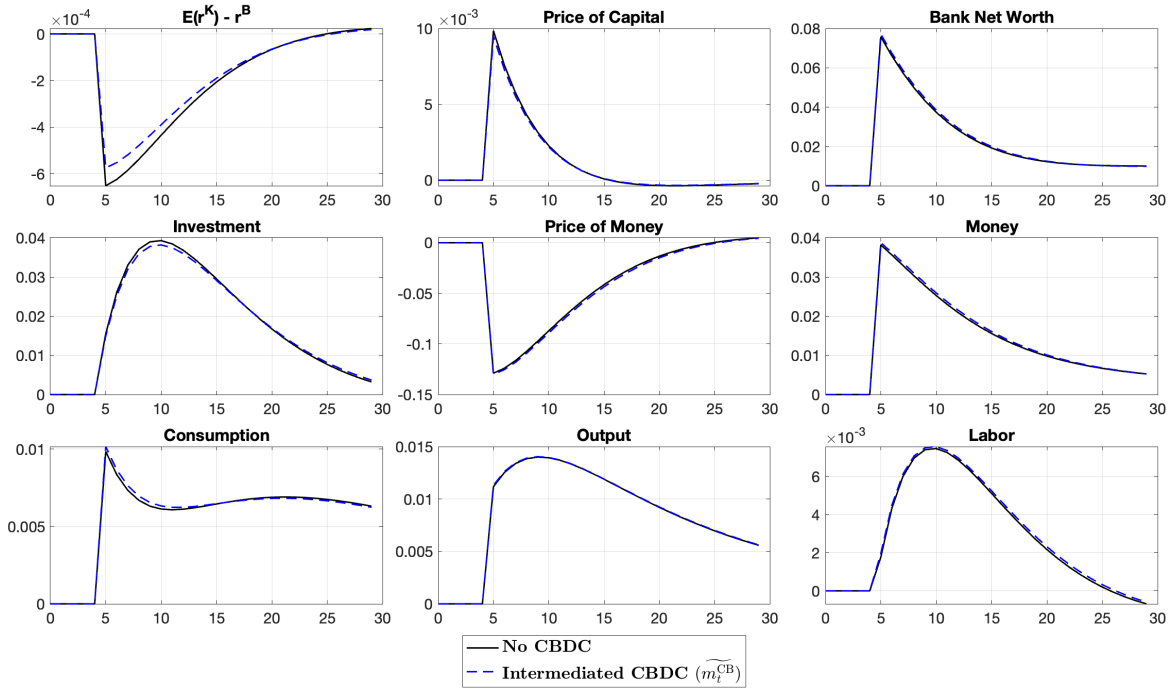 E(r^K) - r^B
×10^-4
0
-2
-4
-6
0 5 10 15 20 25 30
Price of Capital
×10^-3
10
5
0
0 5 10 15 20 25 30
Bank Net Worth
0.08
0.06
0.04
0.02
0
0 5 10 15 20 25 30
Investment
0.04
0.03
0.02
0.01
0
0 5 10 15 20 25 30
Price of Money
0
-0.05
-0.1
-0.15
0 5 10 15 20 25 30
Money
0.04
0.03
0.02
0.01
0
0 5 10 15 20 25 30
Consumption
0.01
0.005
0
0 5 10 15 20 25 30
Output
0.015
0.01
0.005
0
0 5 10 15 20 25 30
Labor
×10^-3
6
4
2
0
0 5 10 15 20 25 30
No CBDC
Intermediated CBDC (\widetilde{m_t^{CB}})